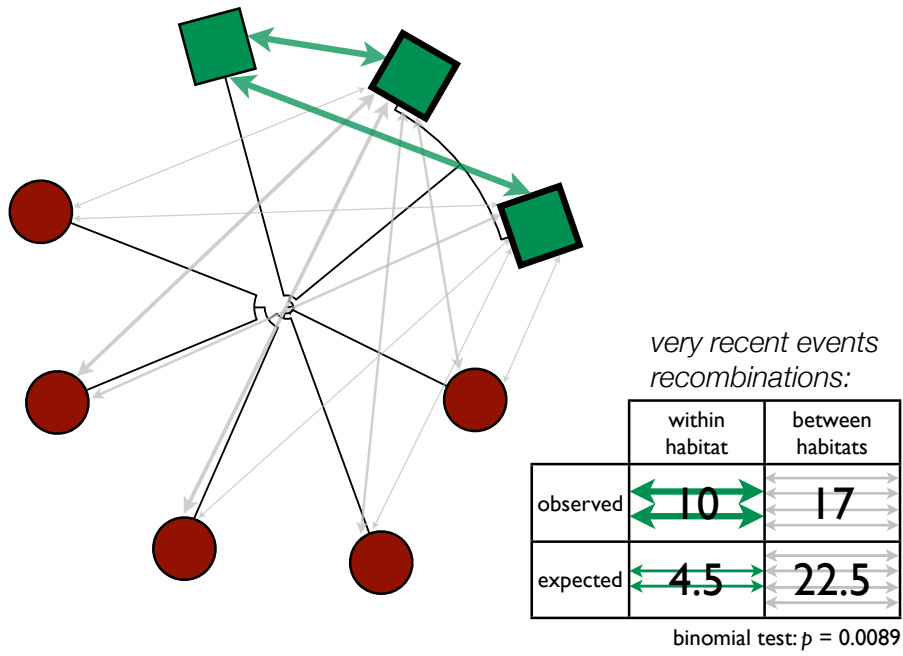 very recent events
recombinations:
within
habitat
between
habitats
observed
10
17
expected
4.5
22.5
binomial test: p = 0.0089